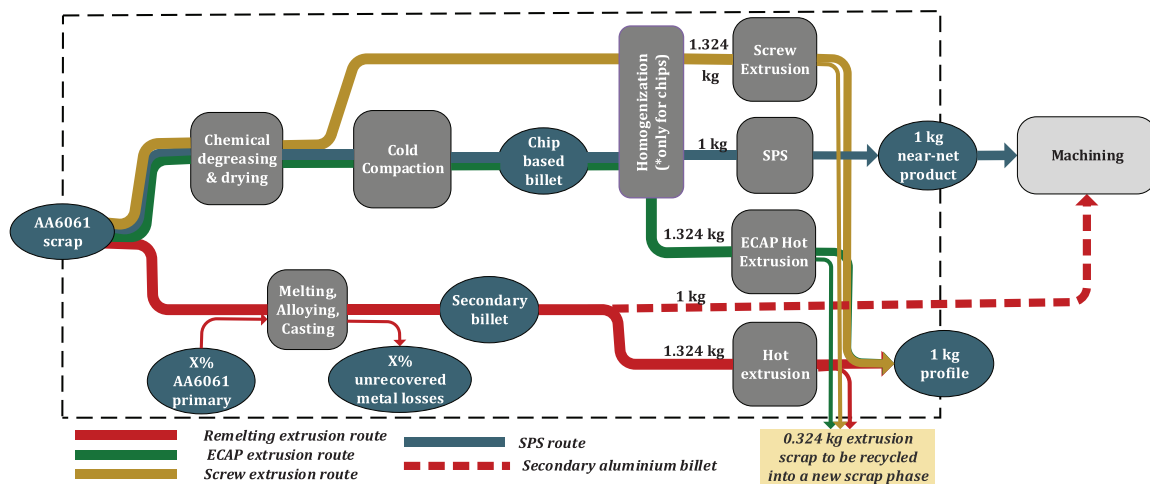 1.324
kg
Screw
Extrusion
Homogenization
(*only for chips)
Chemical
degreasing
& drying
Cold
Compaction
Chip
based
billet
1 kg
SPS
1 kg
near-net
product
Machining
AA6061
scrap
1.324 kg
ECAP Hot
Extrusion
Melting,
Alloying,
Casting
Secondary
billet
1 kg
X%
AA6061
primary
X%
unrecovered
metal losses
1.324 kg
Hot
extrusion
1 kg
profile
Remelting extrusion route
ECAP extrusion route
Screw extrusion route
SPS route
Secondary aluminium billet
0.324 kg extrusion
scrap to be recycled
into a new scrap phase